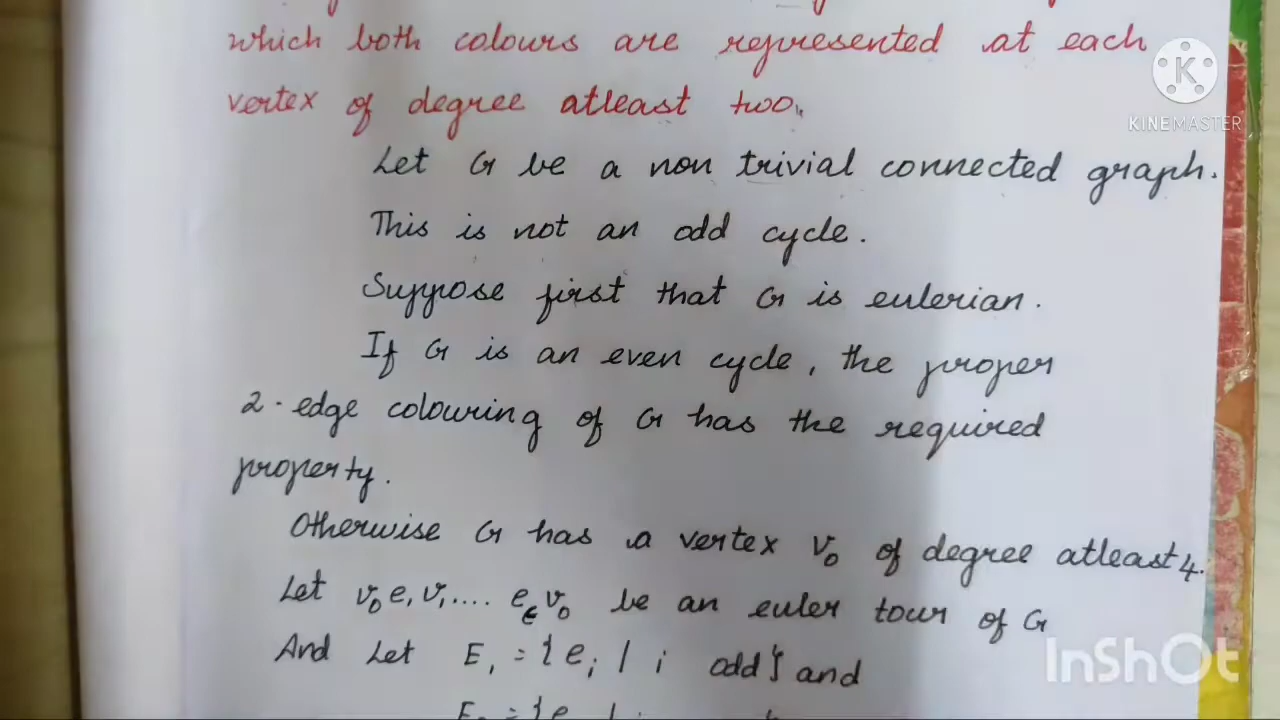 which both colours are represented at each
vertex of degree atleast two.
Let G be a non trivial connected graph.
This is not an odd cycle.
Suppose first that G is eulerian.
If G is an even cycle, the proper
2-edge colouring of G has the required
property.
Otherwise G has a vertex v₀ of degree atleast 4.
Let v₀e₁v₁.... e_ϵv₀ be an euler tour of G
And Let E₁ = {e_i / i odd} and
KINEMASTER
InShOt